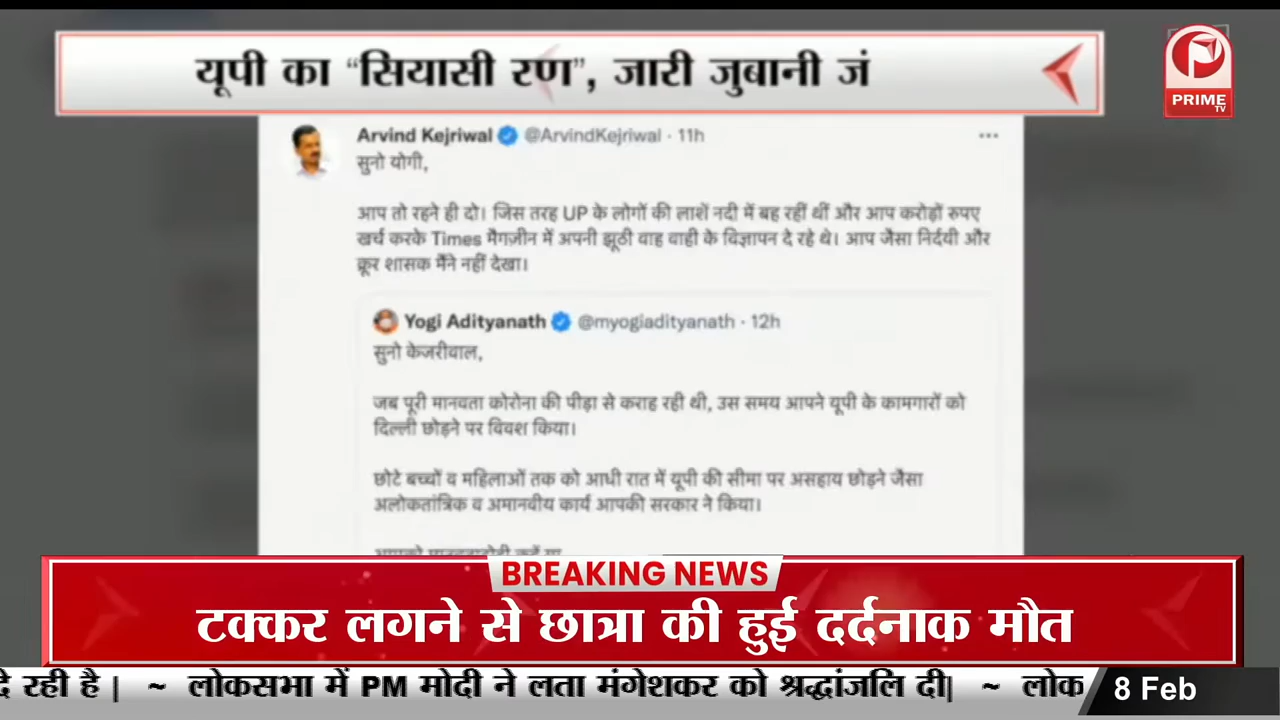 यूपी का “सियासी रण”, जारी जुबानी जं
PRIME
TV
Arvind Kejriwal @ArvindKejriwal · 11h
सुनो योगी,
आप तो रहने ही दो। जिस तरह UP के लोगों की लाशें नदी में बह रहीं थीं और आप करोड़ों रुपए
खर्च करके Times मैगज़ीन में अपनी झूठी वाह वाही के विज्ञापन दे रहे थे। आप जैसा निर्दयी और
क्रूर शासक मैंने नहीं देखा।
Yogi Adityanath @myogiadityanath · 12h
सुनो केजरीवाल,
जब पूरी मानवता कोरोना की पीड़ा से कराह रही थी, उस समय आपने यूपी के कामगारों को
दिल्ली छोड़ने पर विवश किया।
छोटे बच्चों व महिलाओं तक को आधी रात में यूपी की सीमा पर असहाय छोड़ने जैसा
अलोकतांत्रिक व अमानवीय कार्य आपकी सरकार ने किया।
BREAKING NEWS
टक्कर लगने से छात्रा की हुई दर्दनाक मौत
दे रही है | ~ लोकसभा में PM मोदी ने लता मंगेशकर को श्रद्धांजलि दी| ~ लोक
8 Feb